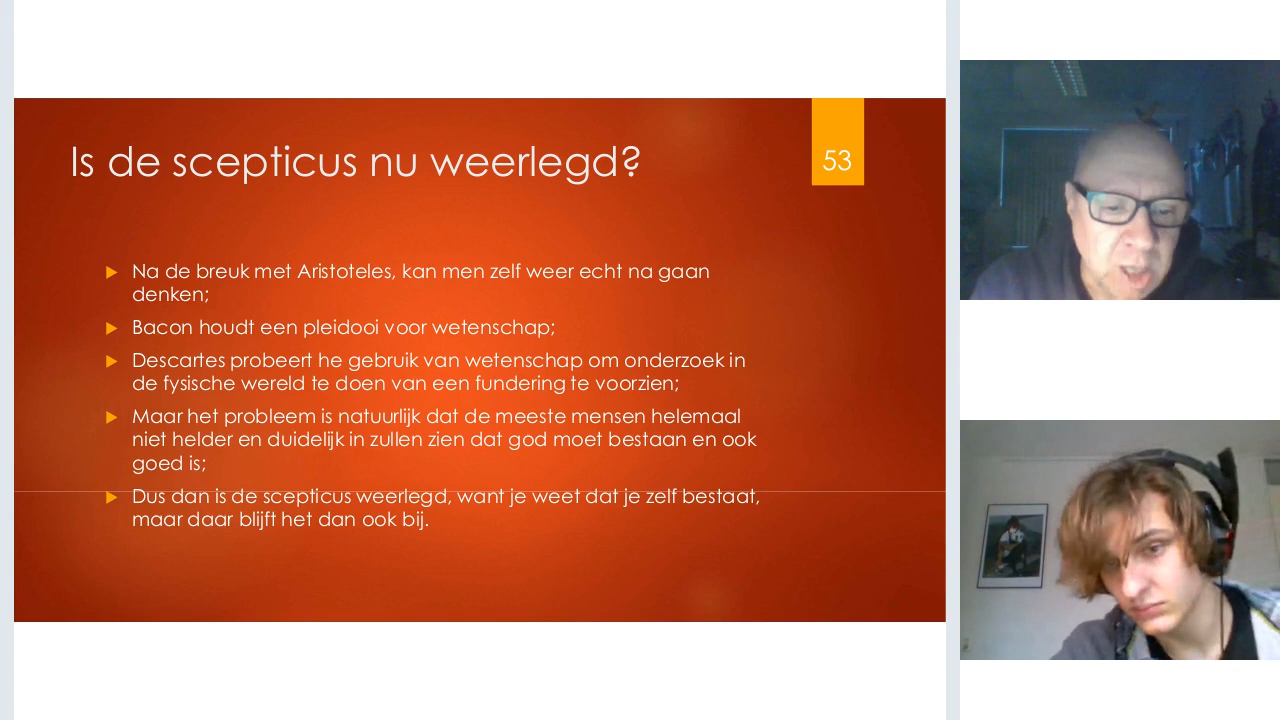 Is de scepticus nu weerlegd?
53
Na de breuk met Aristoteles, kan men zelf weer echt na gaan
denken;
Bacon houdt een pleidooi voor wetenschap;
Descartes probeert he gebruik van wetenschap om onderzoek in
de fysische wereld te doen van een fundering te voorzien;
Maar het probleem is natuurlijk dat de meeste mensen helemaal
niet helder en duidelijk in zullen zien dat god moet bestaan en ook
goed is;
Dus dan is de scepticus weerlegd, want je weet dat je zelf bestaat,
maar daar blijft het dan ook bij.